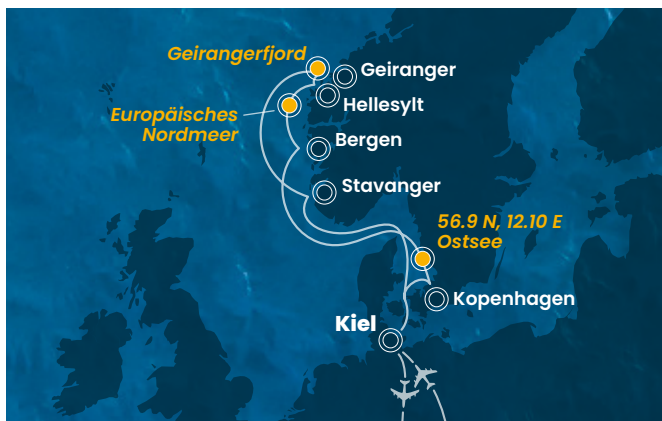 Geirangerfjord
Geiranger
Hellesylt
Europäisches
Nordmeer
Bergen
Stavanger
56.9 N, 12.10 E
Ostsee
Kopenhagen
Kiel